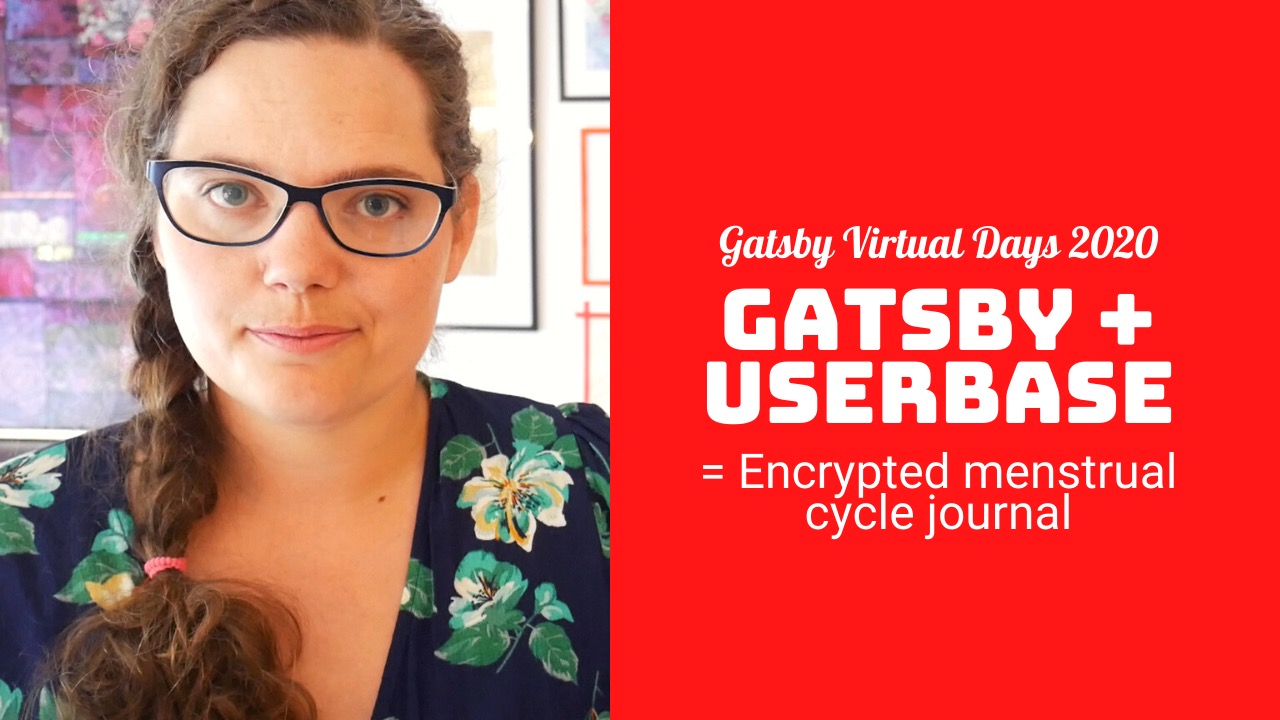 Gatsby Virtual Days 2020
GATSBY +
USERBASE
= Encrypted menstrual
cycle journal